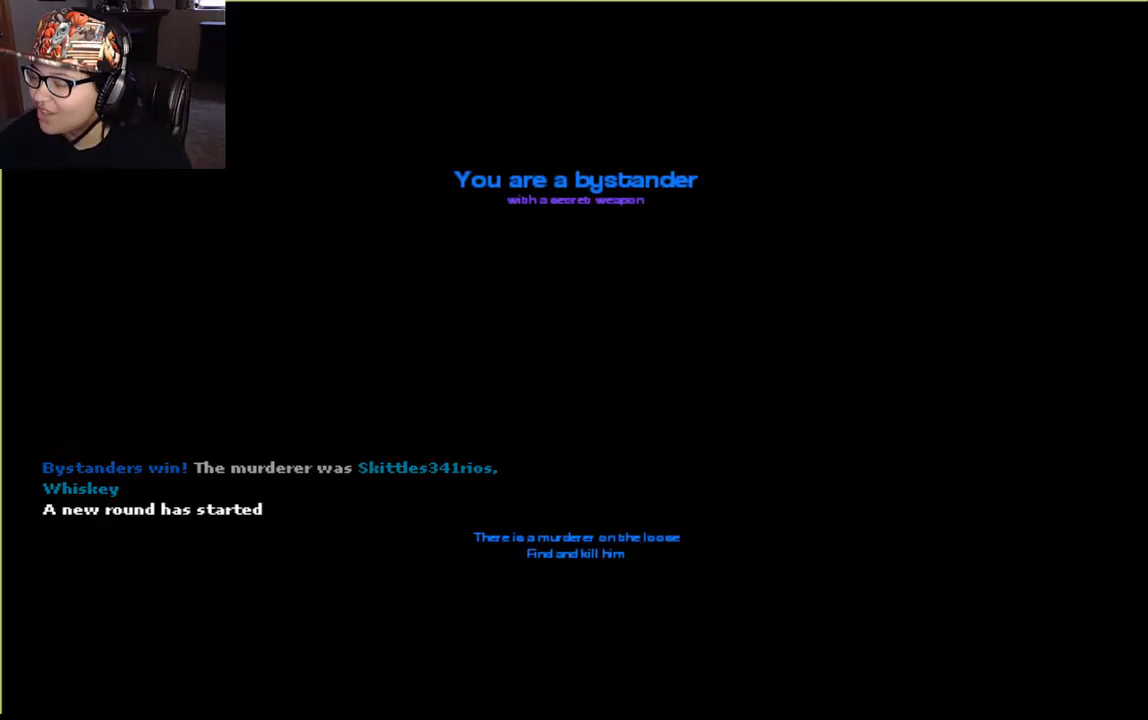 You are a bystander
with a secret weapon
Bystanders win! The murderer was Skittles341rios,
Whiskey
A new round has started
There is a murderer on the loose
Find and kill him